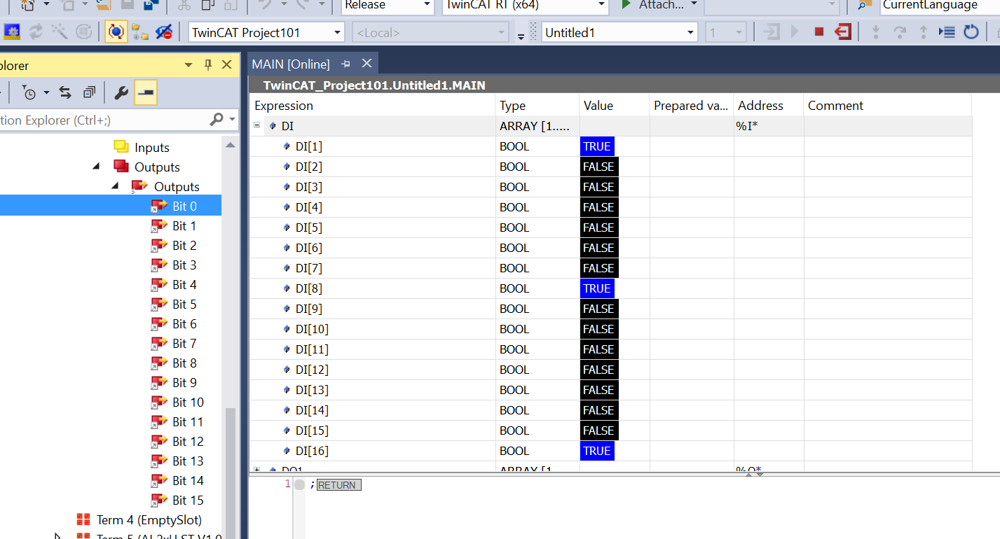 Release TwinCAT RT (x64) Attach... CurrentLanguage
TwinCAT Project101 <Local> Untitled1 1
plorer
tion Explorer (Ctrl+;)
Inputs
Outputs
Outputs
Bit 0
Bit 1
Bit 2
Bit 3
Bit 4
Bit 5
Bit 6
Bit 7
Bit 8
Bit 9
Bit 10
Bit 11
Bit 12
Bit 13
Bit 14
Bit 15
Term 4 (EmptySlot)
Term 5
MAIN [Online]
TwinCAT_Project101.Untitled1.MAIN
Expression Type Value Prepared va... Address Comment
DI ARRAY [1..... %I*
DI[1] BOOL TRUE
DI[2] BOOL FALSE
DI[3] BOOL FALSE
DI[4] BOOL FALSE
DI[5] BOOL FALSE
DI[6] BOOL FALSE
DI[7] BOOL FALSE
DI[8] BOOL TRUE
DI[9] BOOL FALSE
DI[10] BOOL FALSE
DI[11] BOOL FALSE
DI[12] BOOL FALSE
DI[13] BOOL FALSE
DI[14] BOOL FALSE
DI[15] BOOL FALSE
DI[16] BOOL TRUE
DO1 ARRAY [1 %Q*
1 ;RETURN